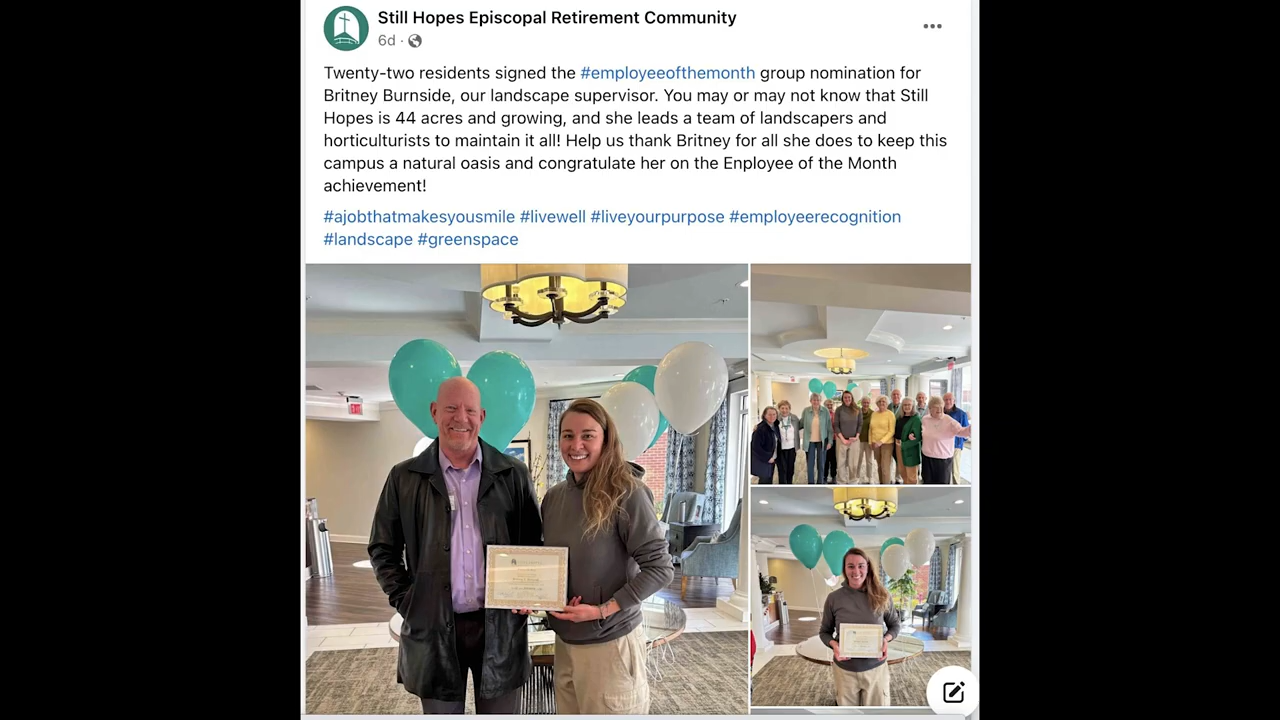 Still Hopes Episcopal Retirement Community
6d ·
Twenty-two residents signed the #employeeofthemonth group nomination for
Britney Burnside, our landscape supervisor. You may or may not know that Still
Hopes is 44 acres and growing, and she leads a team of landscapers and
horticulturists to maintain it all! Help us thank Britney for all she does to keep this
campus a natural oasis and congratulate her on the Enployee of the Month
achievement!
#ajobthatmakesyousmile #livewell #liveyourpurpose #employeerecognition
#landscape #greenspace